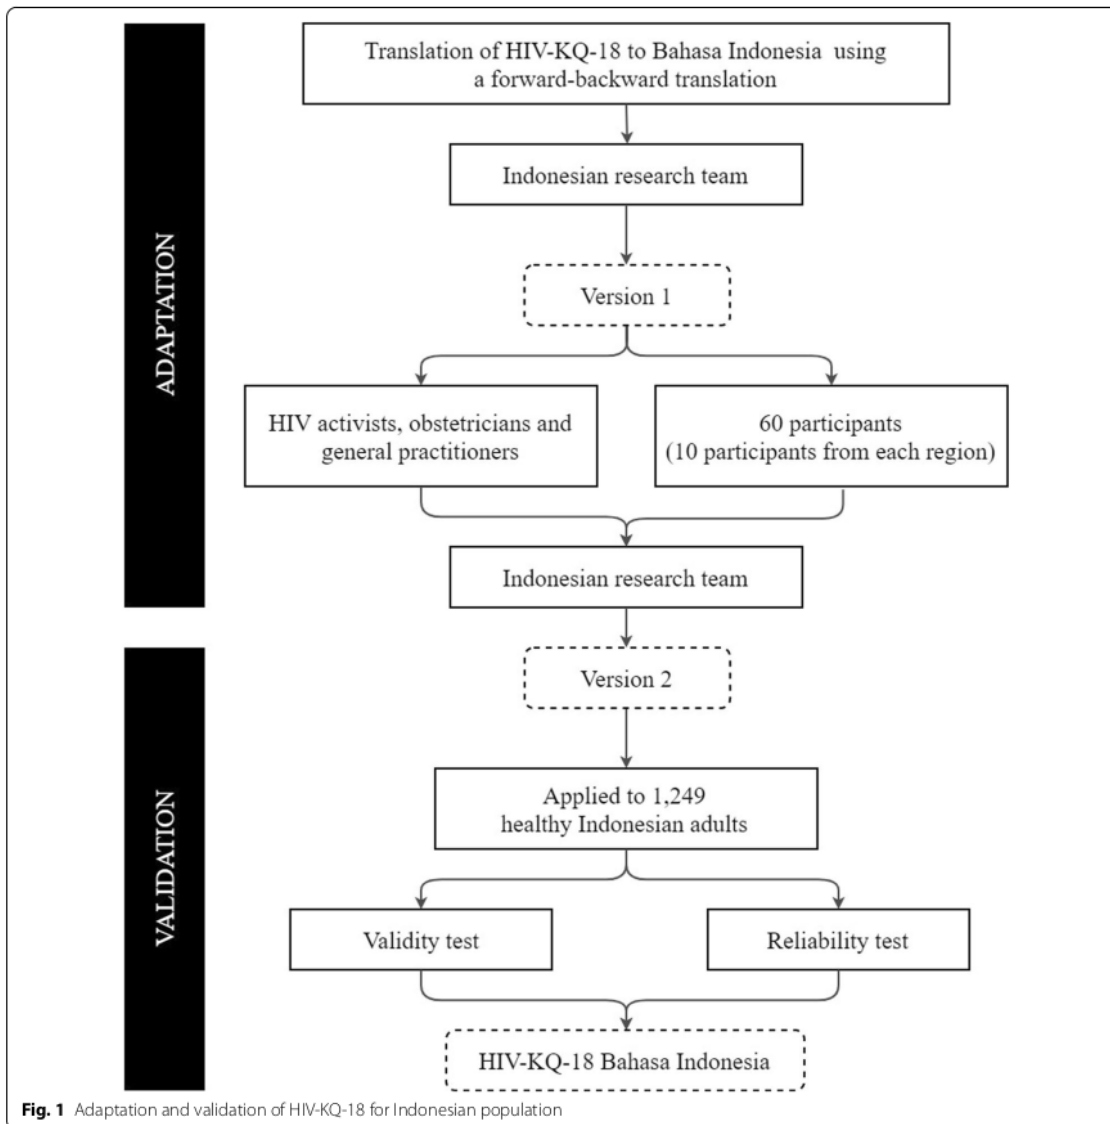 Translation of HIV-KQ-18 to Bahasa Indonesia using
a forward-backward translation
Indonesian research team
Version 1
ADAPTATION
HIV activists, obstetricians and
general practitioners
60 participants
(10 participants from each region)
Indonesian research team
Version 2
Applied to 1,249
healthy Indonesian adults
VALIDATION
Validity test
Reliability test
HIV-KQ-18 Bahasa Indonesia
Fig. 1 Adaptation and validation of HIV-KQ-18 for Indonesian population